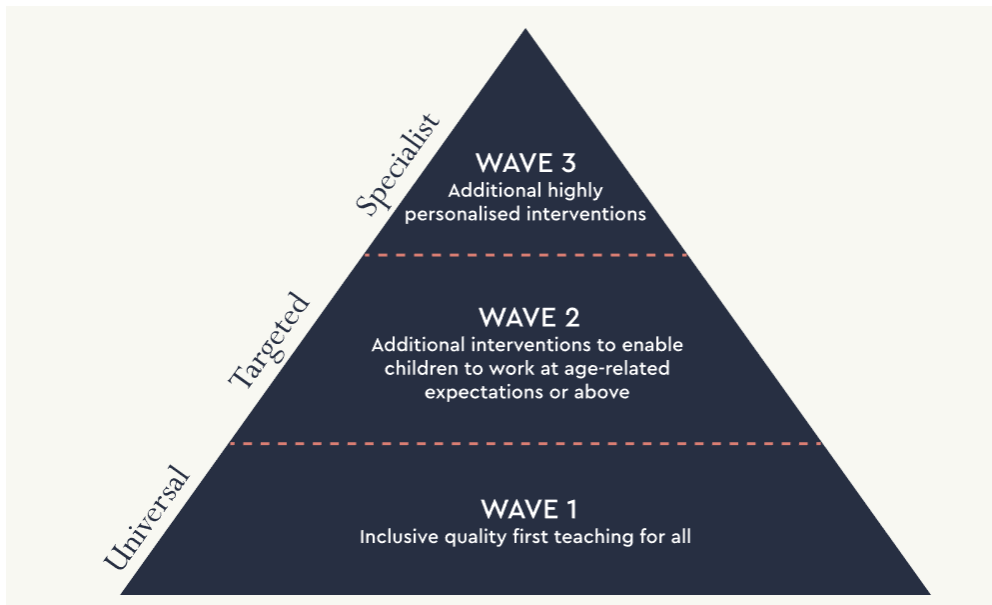 Specialist
WAVE 3
Additional highly
personalised interventions
Targeted
WAVE 2
Additional interventions to enable
children to work at age-related
expectations or above
Universal
WAVE 1
Inclusive quality first teaching for all